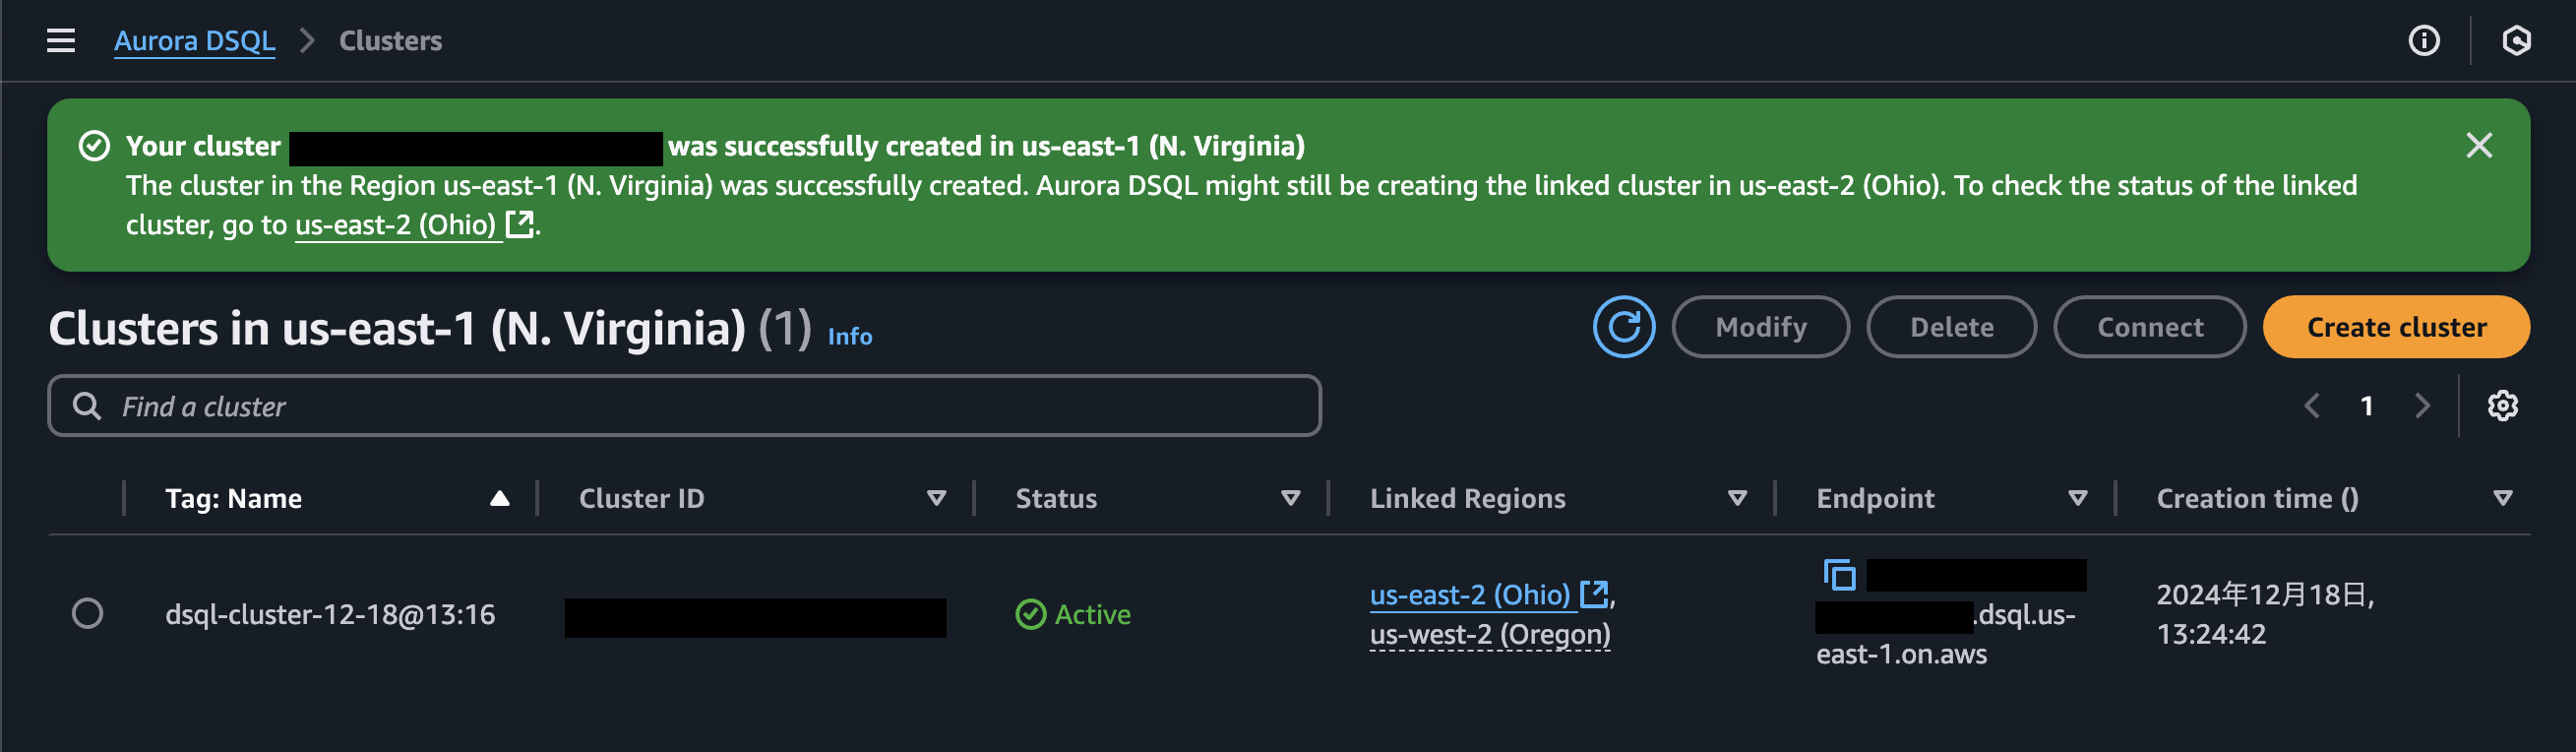 Aurora DSQL > Clusters
Your cluster was successfully created in us-east-1 (N. Virginia)
The cluster in the Region us-east-1 (N. Virginia) was successfully created. Aurora DSQL might still be creating the linked cluster in us-east-2 (Ohio). To check the status of the linked
cluster, go to us-east-2 (Ohio).
Clusters in us-east-1 (N. Virginia) (1) Info
Modify
Delete
Connect
Create cluster
Find a cluster
1
Tag: Name
Cluster ID
Status
Linked Regions
Endpoint
Creation time ()
dsql-cluster-12-18@13:16
Active
us-east-2 (Ohio),
us-west-2 (Oregon)
.dsql.us-
east-1.on.aws
2024年12月18日,
13:24:42